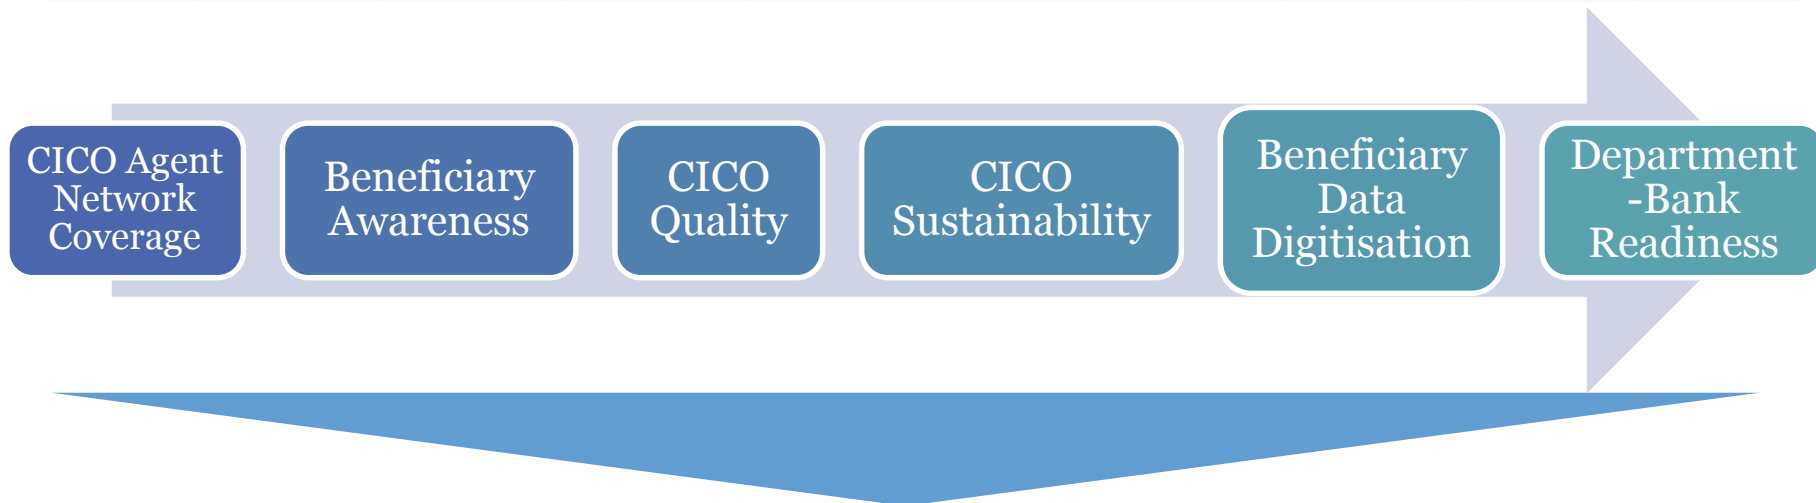 CICO Agent
Network
Coverage
Beneficiary
Awareness
CICO
Quality
CICO
Sustainability
Beneficiary
Data
Digitisation
Department
-Bank
Readiness